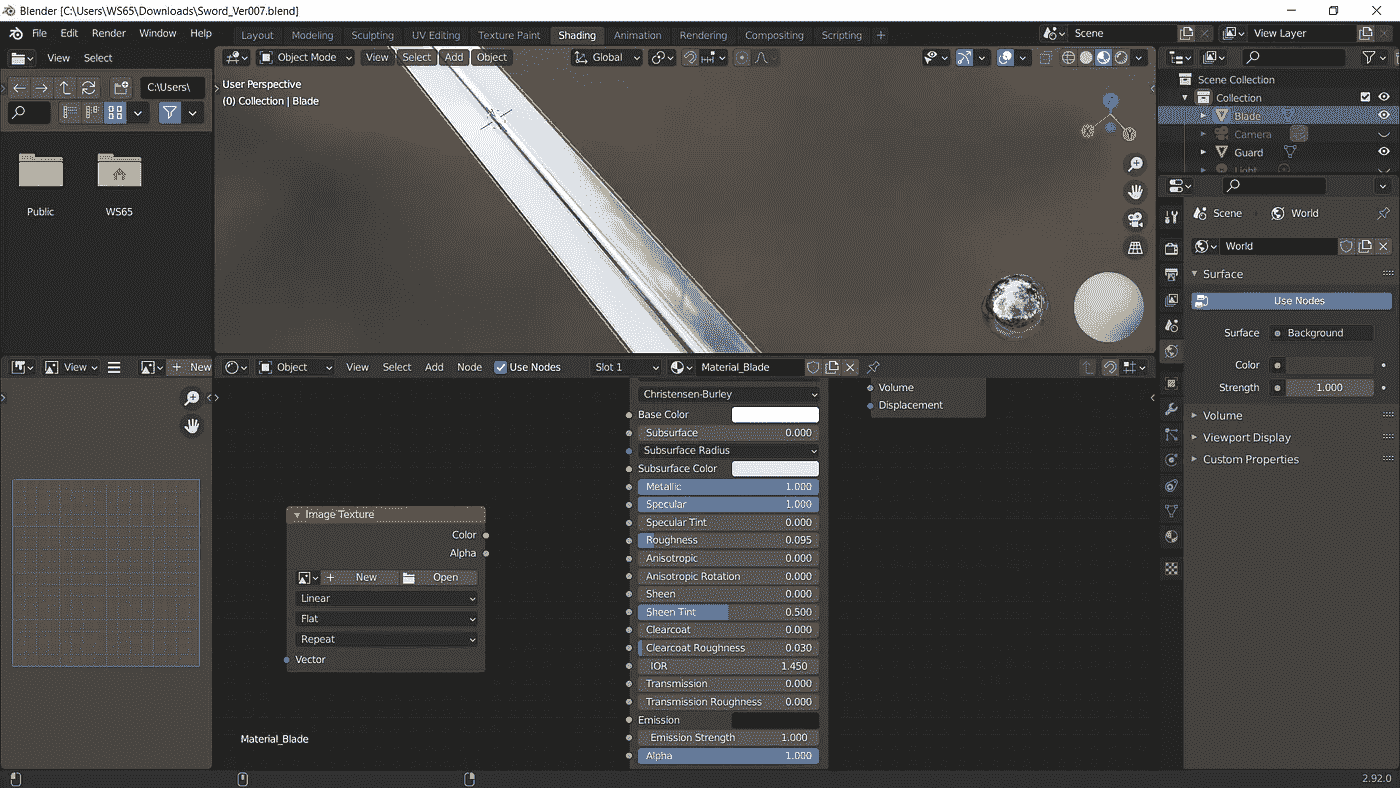 Blender [C:\Users\WS65\Downloads\Sword_Ver007.blend]
File Edit Render Window Help
Layout Modeling Sculpting UV Editing Texture Paint Shading Animation Rendering Compositing Scripting +
Scene View Layer
View Select
Object Mode View Select Add Object Global
C:\Users\
User Perspective
(0) Collection | Blade
Public WS65
Scene Collection
Collection
Blade
Camera
Guard
Light
Scene World
World
Surface
Use Nodes
Surface Background
Color
Strength 1.000
Volume
Viewport Display
Custom Properties
View + New
Object View Select Add Node Use Nodes Slot 1 Material_Blade
Image Texture
Color
Alpha
+ New Open
Linear
Flat
Repeat
Vector
Material_Blade
Christensen-Burley
Base Color
Subsurface 0.000
Subsurface Radius
Subsurface Color
Metallic 1.000
Specular 1.000
Specular Tint 0.000
Roughness 0.095
Anisotropic 0.000
Anisotropic Rotation 0.000
Sheen 0.000
Sheen Tint 0.500
Clearcoat 0.000
Clearcoat Roughness 0.030
IOR 1.450
Transmission 0.000
Transmission Roughness 0.000
Emission
Emission Strength 1.000
Alpha 1.000
Volume
Displacement
2.92.0